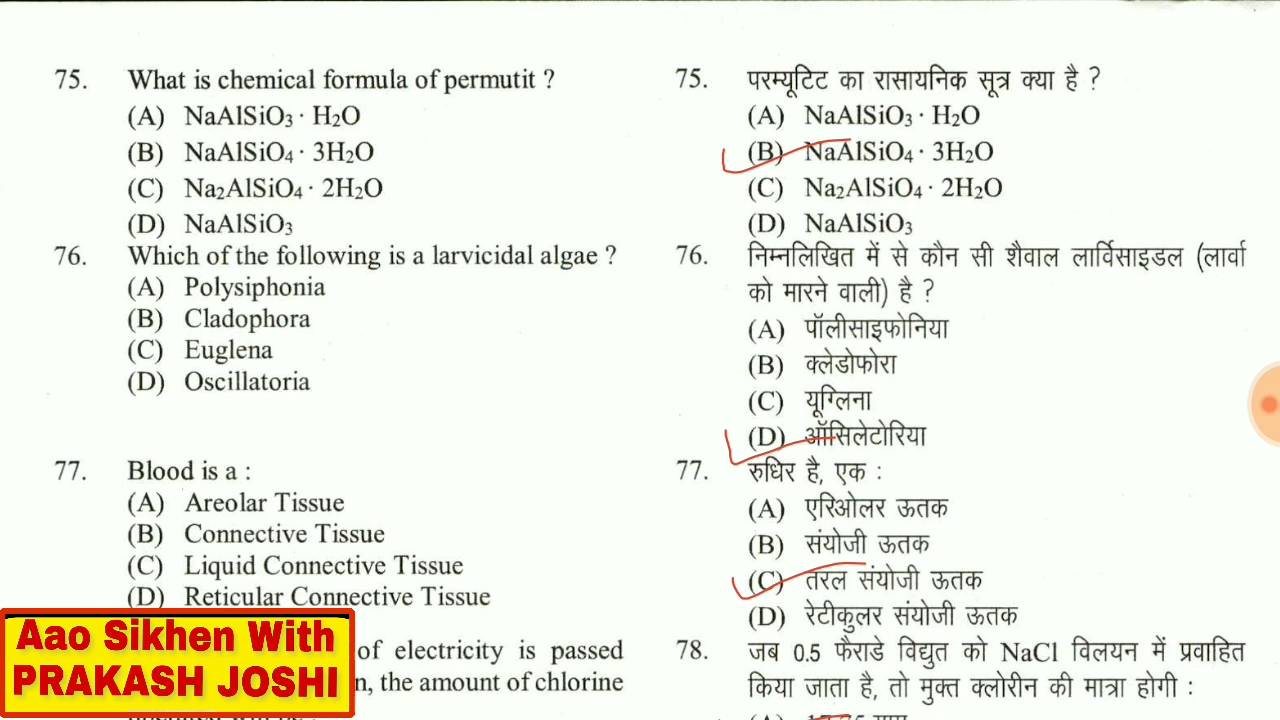 75. What is chemical formula of permutit ?
(A) NaAlSiO₃ · H₂O
(B) NaAlSiO₄ · 3H₂O
(C) Na₂AlSiO₄ · 2H₂O
(D) NaAlSiO₃
76. Which of the following is a larvicidal algae ?
(A) Polysiphonia
(B) Cladophora
(C) Euglena
(D) Oscillatoria
77. Blood is a :
(A) Areolar Tissue
(B) Connective Tissue
(C) Liquid Connective Tissue
(D) Reticular Connective Tissue
of electricity is passed
the amount of chlorine
75. परम्यूटिट का रासायनिक सूत्र क्या है ?
(A) NaAlSiO₃ · H₂O
(B) NaAlSiO₄ · 3H₂O
(C) Na₂AlSiO₄ · 2H₂O
(D) NaAlSiO₃
76. निम्नलिखित में से कौन सी शैवाल लार्विसाइडल (लार्वा
को मारने वाली) है ?
(A) पॉलीसाइफोनिया
(B) क्लेडोफोरा
(C) यूग्लिना
(D) ऑसिलेटोरिया
77. रुधिर है, एक :
(A) एरिओलर ऊतक
(B) संयोजी ऊतक
(C) तरल संयोजी ऊतक
(D) रेटीकुलर संयोजी ऊतक
78. जब 0.5 फैराडे विद्युत को NaCl विलयन में प्रवाहित
किया जाता है, तो मुक्त क्लोरीन की मात्रा होगी :
Aao Sikhen With
PRAKASH JOSHI